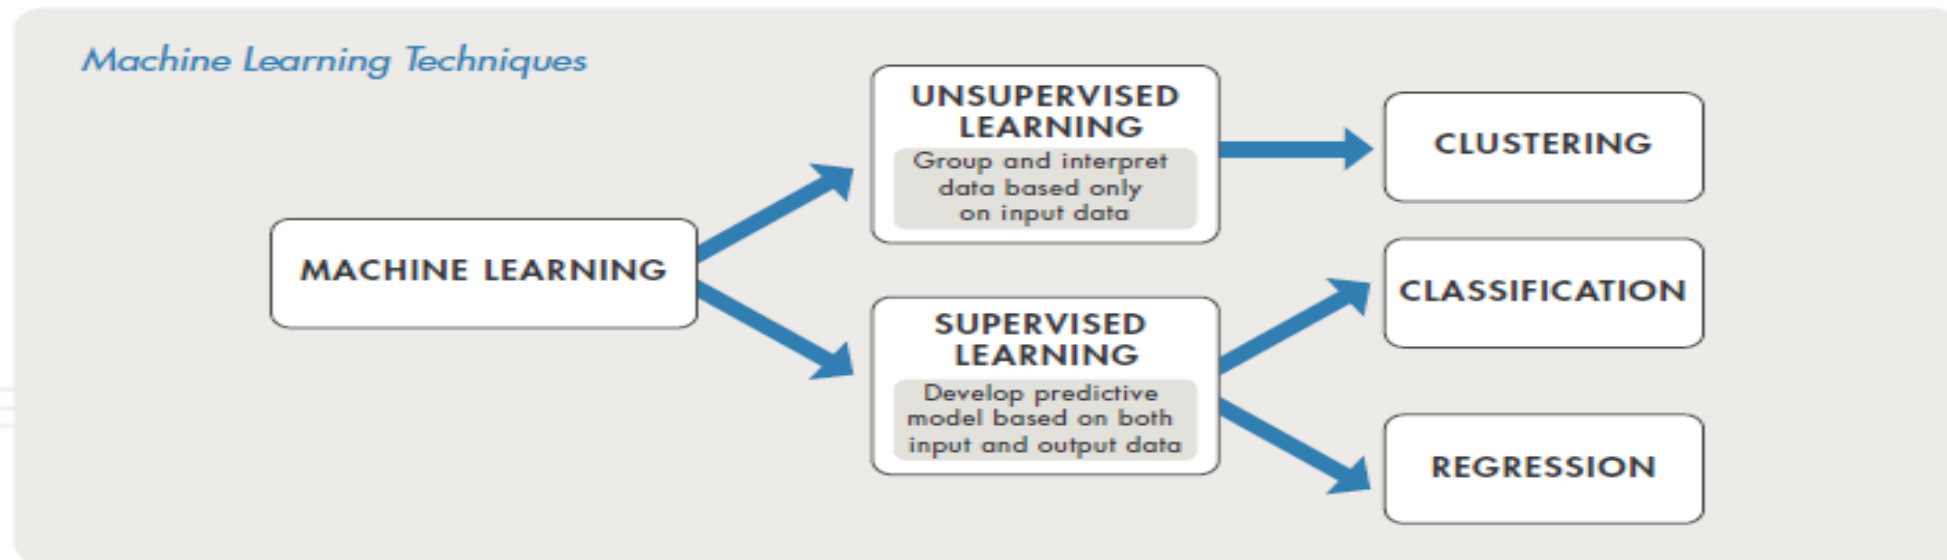 Machine Learning Techniques
MACHINE LEARNING
UNSUPERVISED
LEARNING
Group and interpret
data based only
on input data
SUPERVISED
LEARNING
Develop predictive
model based on both
input and output data
CLUSTERING
CLASSIFICATION
REGRESSION